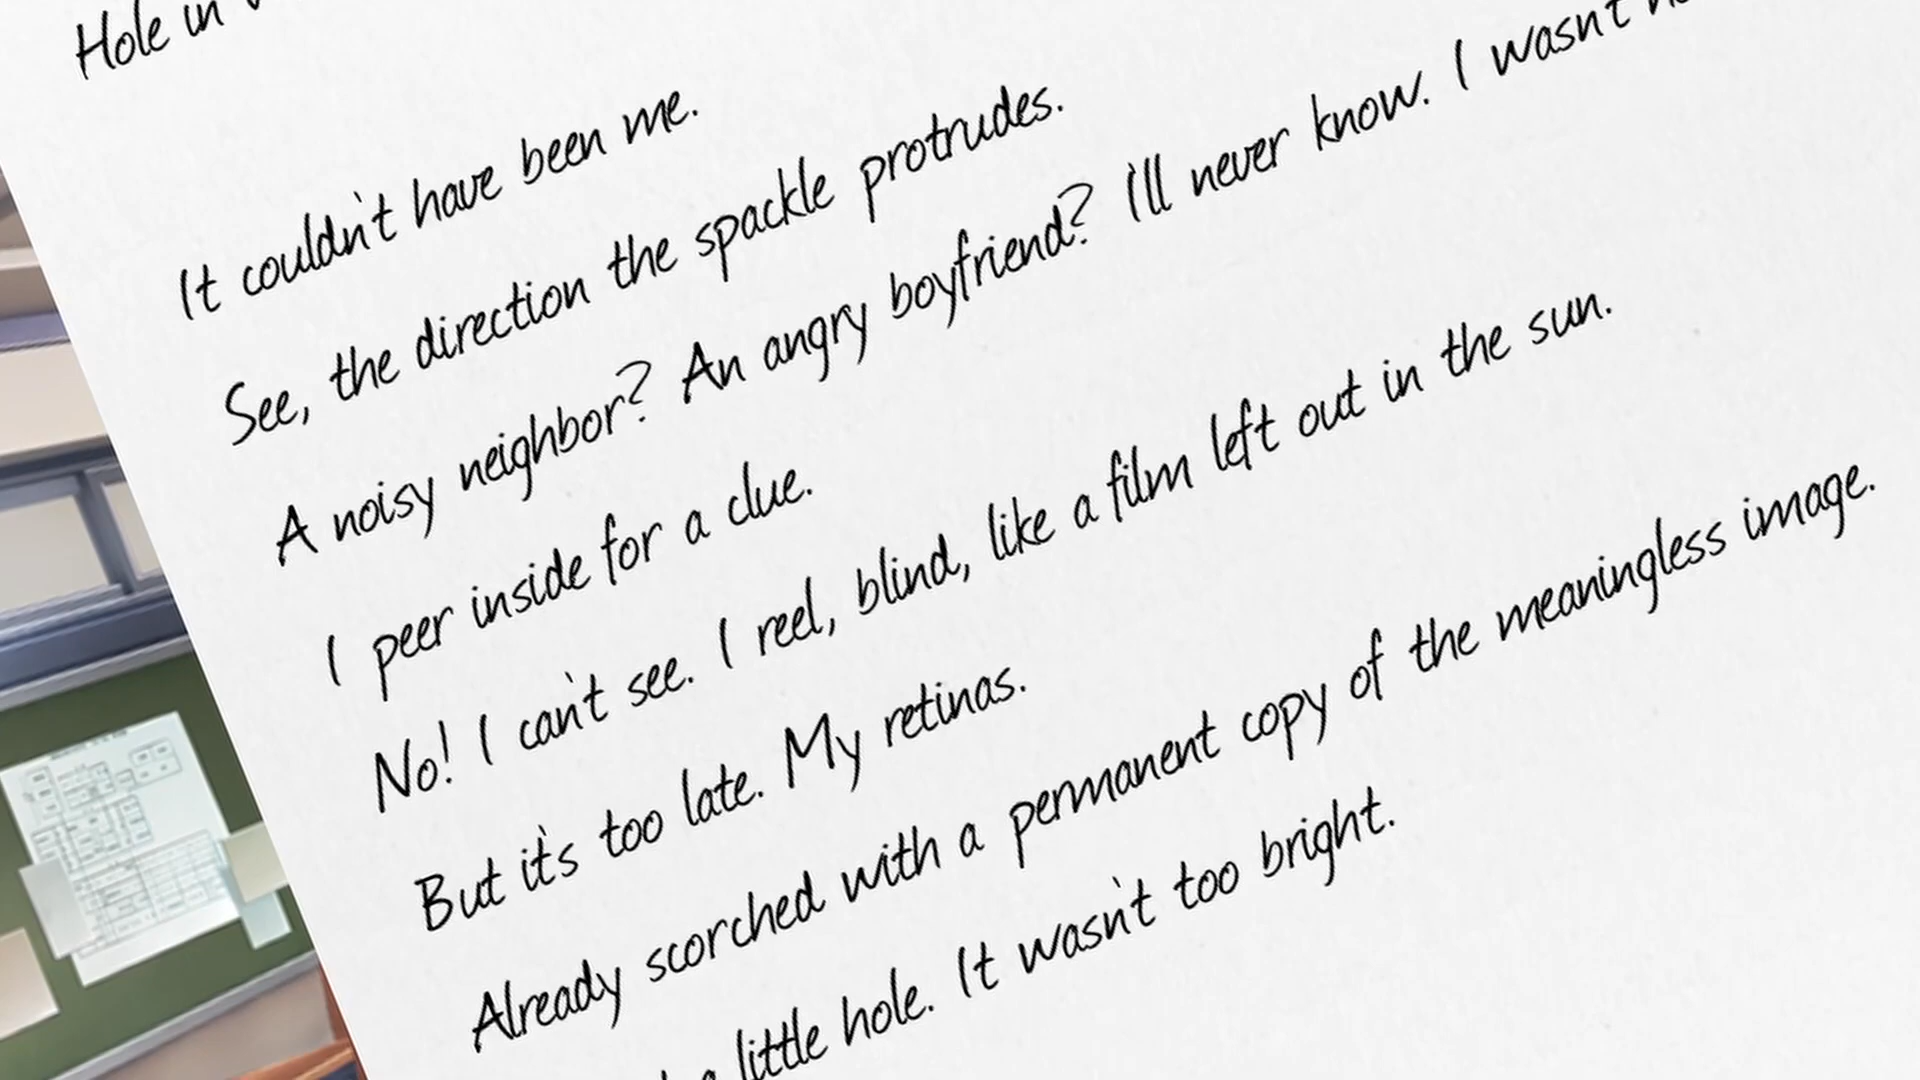 Hole in
It couldn't have been me.
See, the direction the spackle protrudes.
A noisy neighbor? An angry boyfriend? I'll never know. I wasn't
I peer inside for a clue.
No! I can't see. I reel, blind, like a film left out in the sun.
But it's too late. My retinas.
Already scorched with a permanent copy of the meaningless image.
little hole. It wasn't too bright.